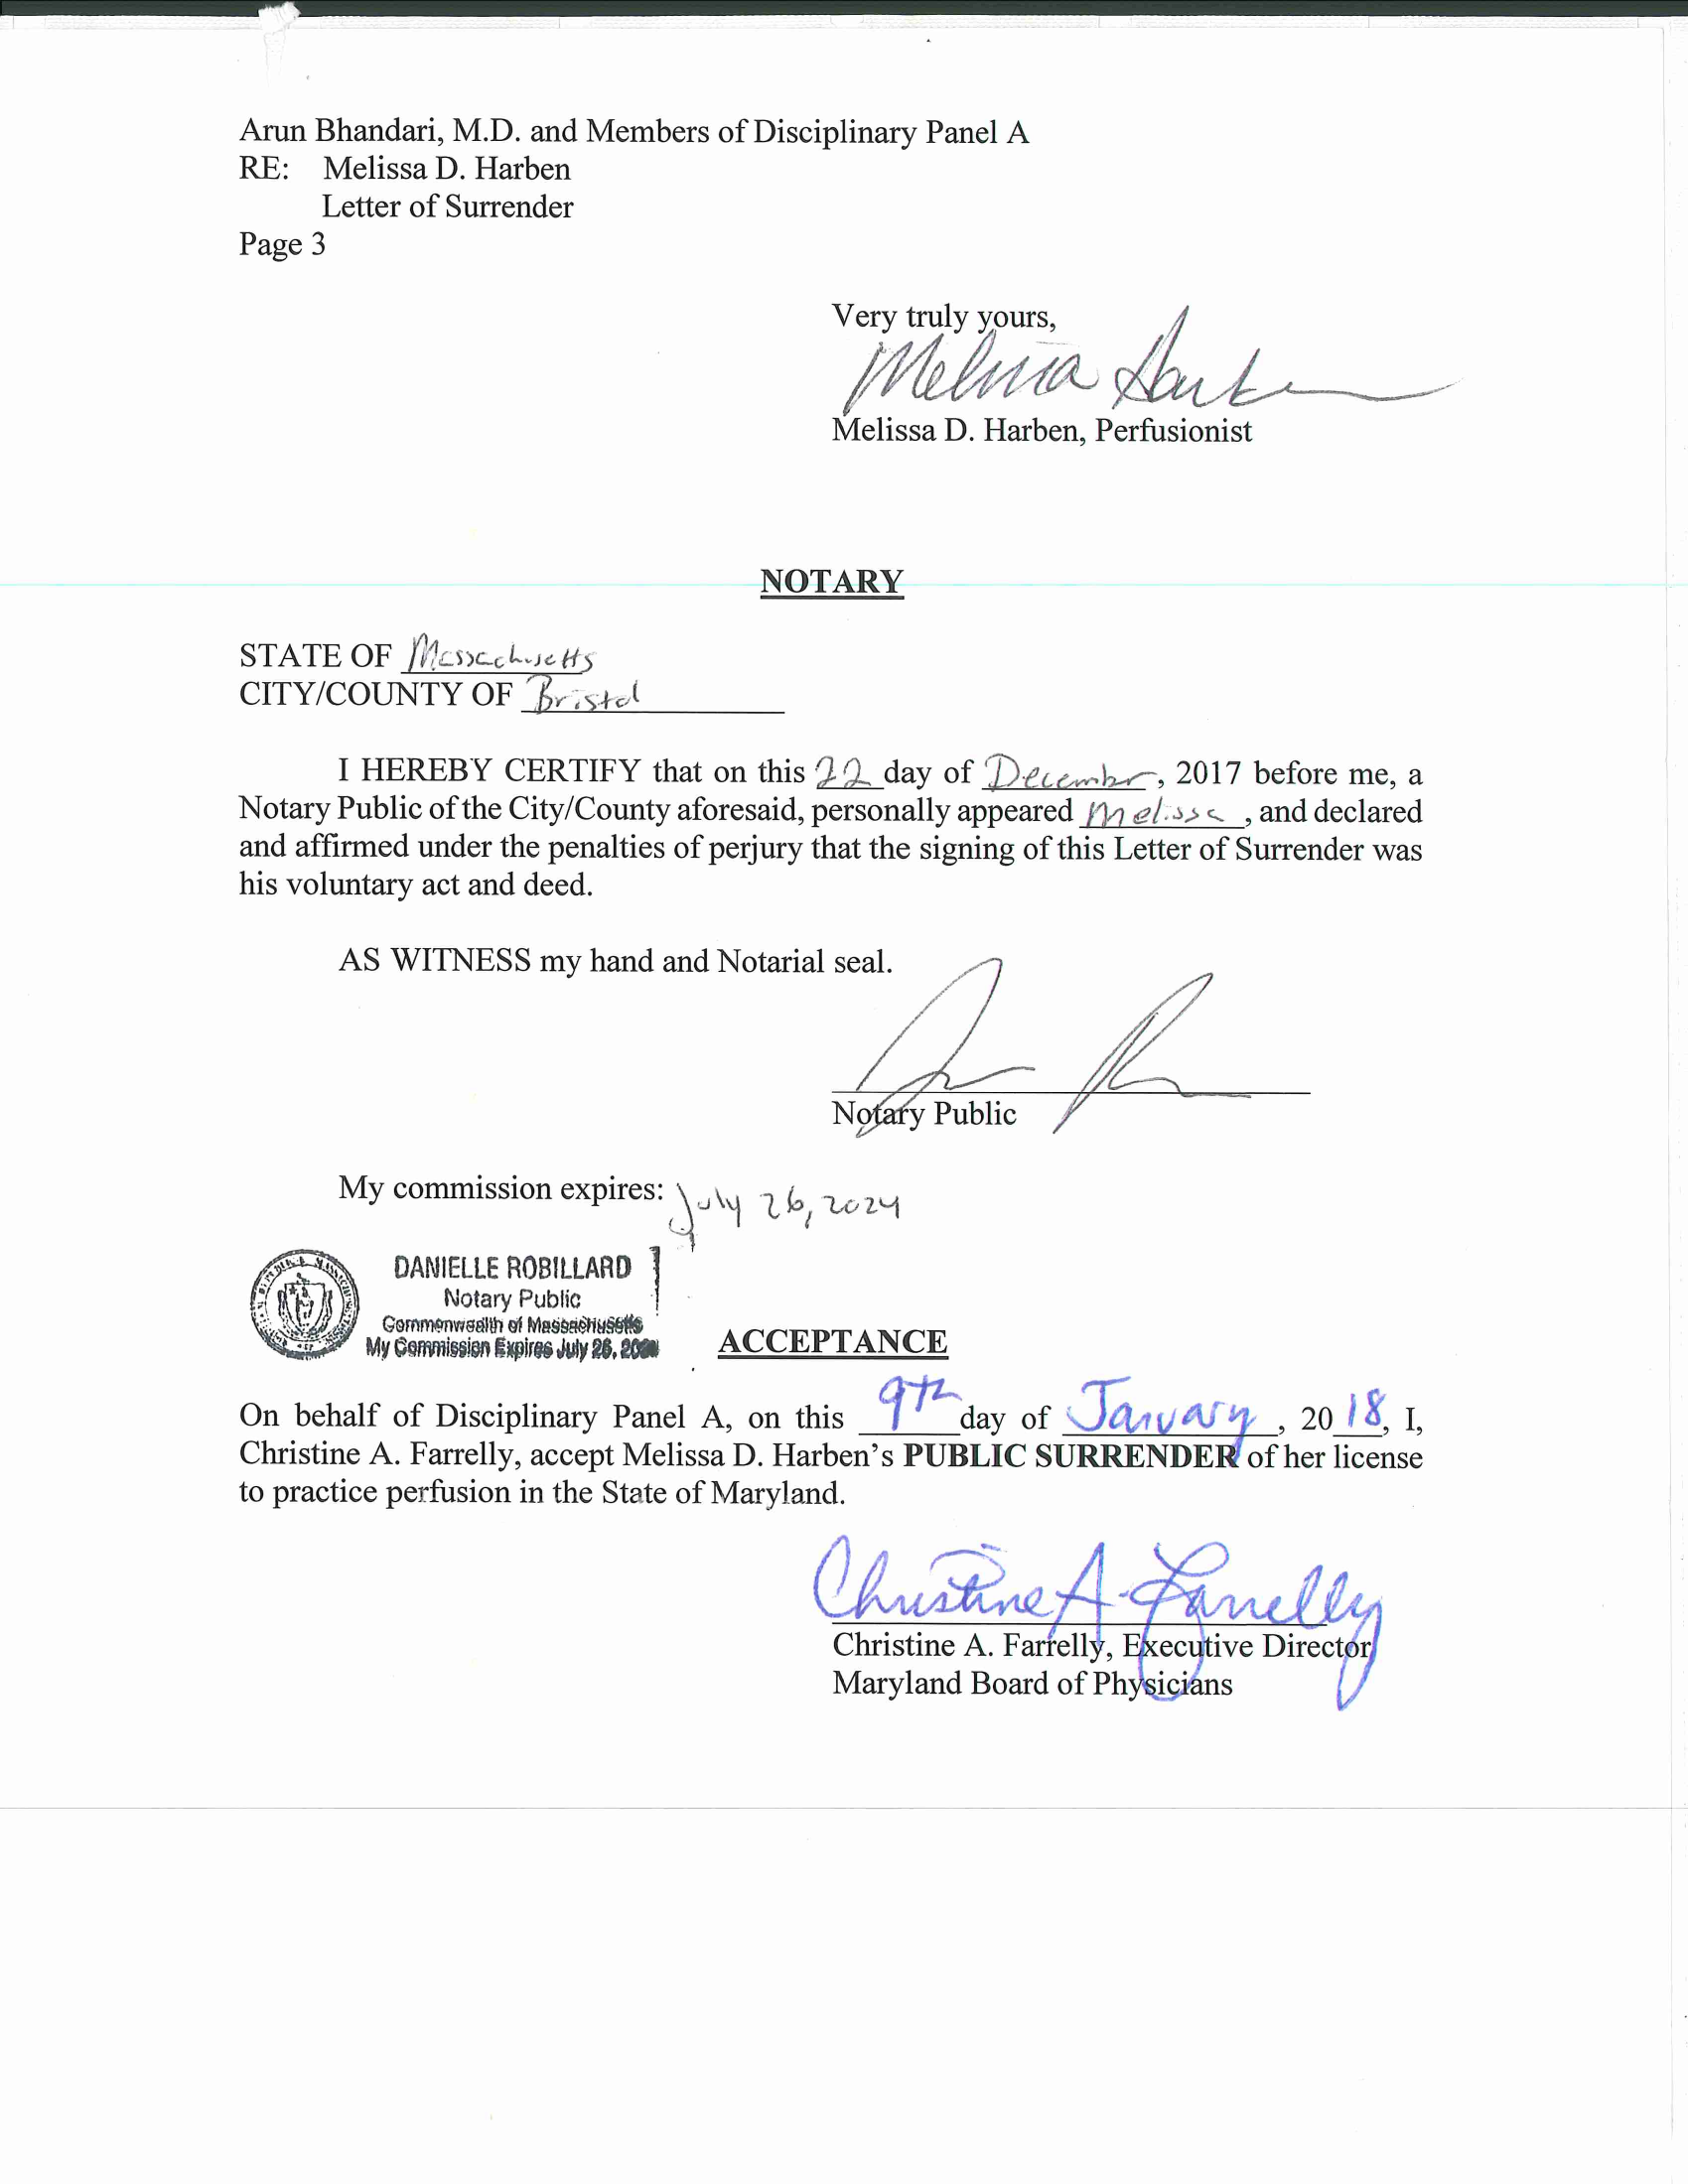 Arun Bhandari, M.D. and Members of Disciplinary Panel A
RE: Melissa D. Harben
Letter of Surrender
Page 3
Very truly yours,
Melissa Harben
Melissa D. Harben, Perfusionist
NOTARY
STATE OF Massachusetts
CITY/COUNTY OF Bristol
I HEREBY CERTIFY that on this 22 day of December, 2017 before me, a
Notary Public of the City/County aforesaid, personally appeared Melissa, and declared
and affirmed under the penalties of perjury that the signing of this Letter of Surrender was
his voluntary act and deed.
AS WITNESS my hand and Notarial seal.
Notary Public
My commission expires: July 26, 2024
DANIELLE ROBILLARD
Notary Public
Commonwealth of Massachusetts
My Commission Expires July 26, 2024
ACCEPTANCE
On behalf of Disciplinary Panel A, on this 9th day of January, 2018, I,
Christine A. Farrelly, accept Melissa D. Harben's PUBLIC SURRENDER of her license
to practice perfusion in the State of Maryland.
Christine A. Farrelly
Christine A. Farrelly, Executive Director
Maryland Board of Physicians